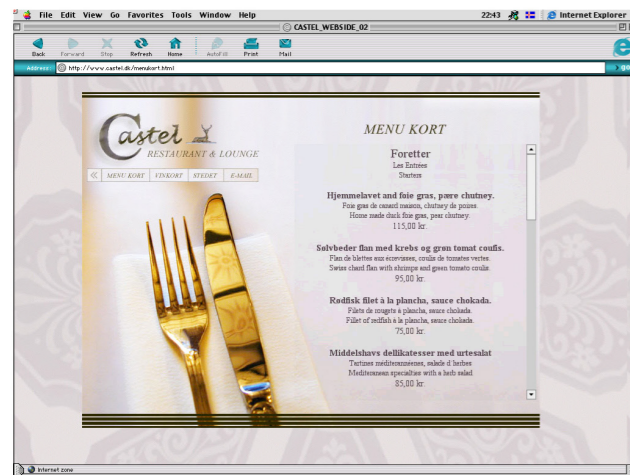 File Edit View Go Favorites Tools Window Help
22:43 Internet Explorer
CASTEL_WEBSIDE_02
Back Forward Stop Refresh Home AutoFill Print Mail
Address http://www.castel.dk/menukort.html go
Castel
RESTAURANT & LOUNGE
MENU KORT VINKORT STEDET E-MAIL
MENU KORT
Foretter
Les Entrées
Starters
Hjemmelavet and foie gras, pære chutney.
Foie gras de canard maison, chutney de poires.
Home made duck foie gras, pear chutney.
115,00 kr.
Sølvbeder flan med krebs og grøn tomat coulis.
Flan de blettes aux écrevisses, coulis de tomates vertes.
Swiss chard flan with shrimps and green tomato coulis.
95,00 kr.
Rødfisk filet à la plancha, sauce chokada.
Filets de rougets à plancha, sauce chokada.
Fillet of redfish à la plancha, sauce chokada.
75,00 kr.
Middelshavs dellikatesser med urtesalat
Tartines méditerannéenes, salade d'herbes
Mediteranean specialties with a herb salad
85,00 kr.
Internet zone